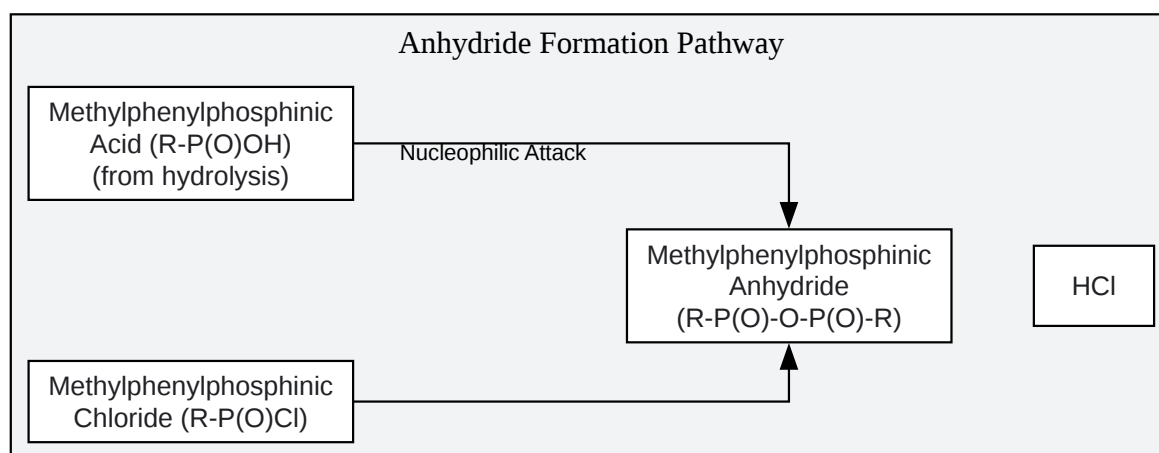 Anhydride Formation Pathway
Methylphenylphosphinic
Acid (R-P(O)OH)
(from hydrolysis)
Nucleophilic Attack
Methylphenylphosphinic
Anhydride
(R-P(O)-O-P(O)-R)
HCl
Methylphenylphosphinic
Chloride (R-P(O)Cl)